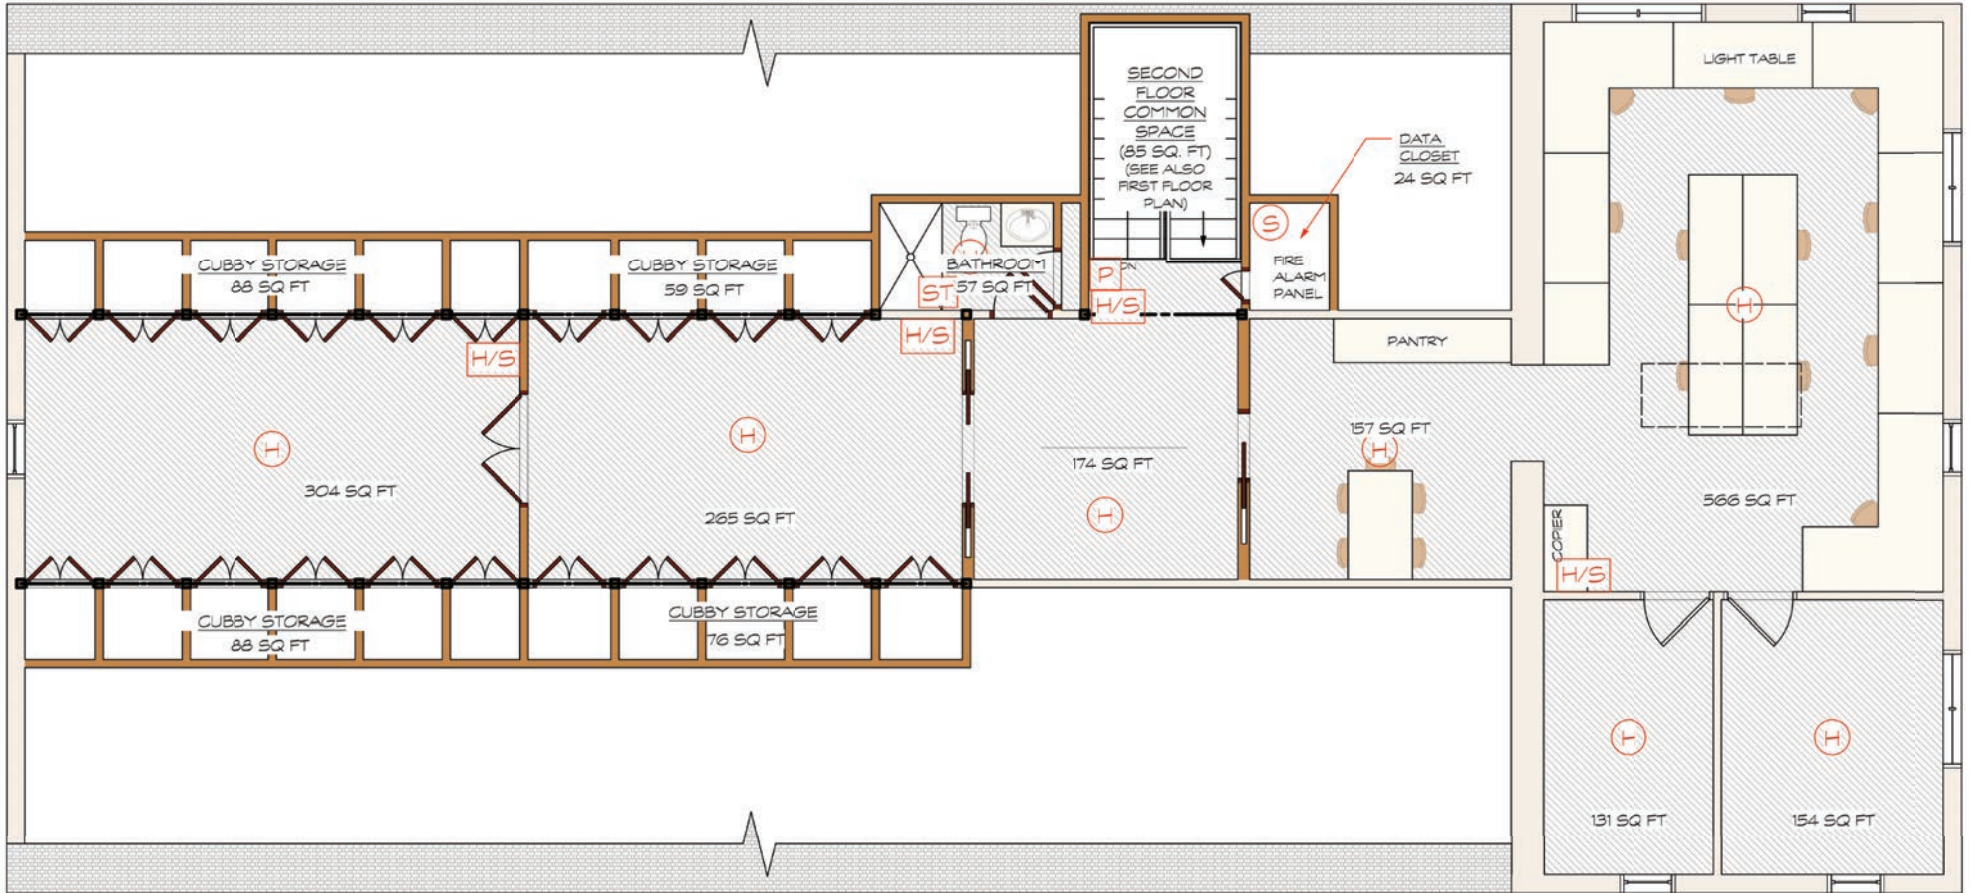 LIGHT TABLE
SECOND
FLOOR
COMMON
SPACE
(85 SQ. FT)
(SEE ALSO
FIRST FLOOR
PLAN)
DN
DATA
CLOSET
24 SQ FT
S
FIRE
ALARM
PANEL
CUBBY STORAGE
88 SQ FT
CUBBY STORAGE
59 SQ FT
BATHROOM
57 SQ FT
ST
P
H/S
H/S
H/S
PANTRY
H
H
304 SQ FT
265 SQ FT
174 SQ FT
H
157 SQ FT
H
H
566 SQ FT
COPIER
H/S
CUBBY STORAGE
88 SQ FT
CUBBY STORAGE
76 SQ FT
H
H
131 SQ FT
154 SQ FT